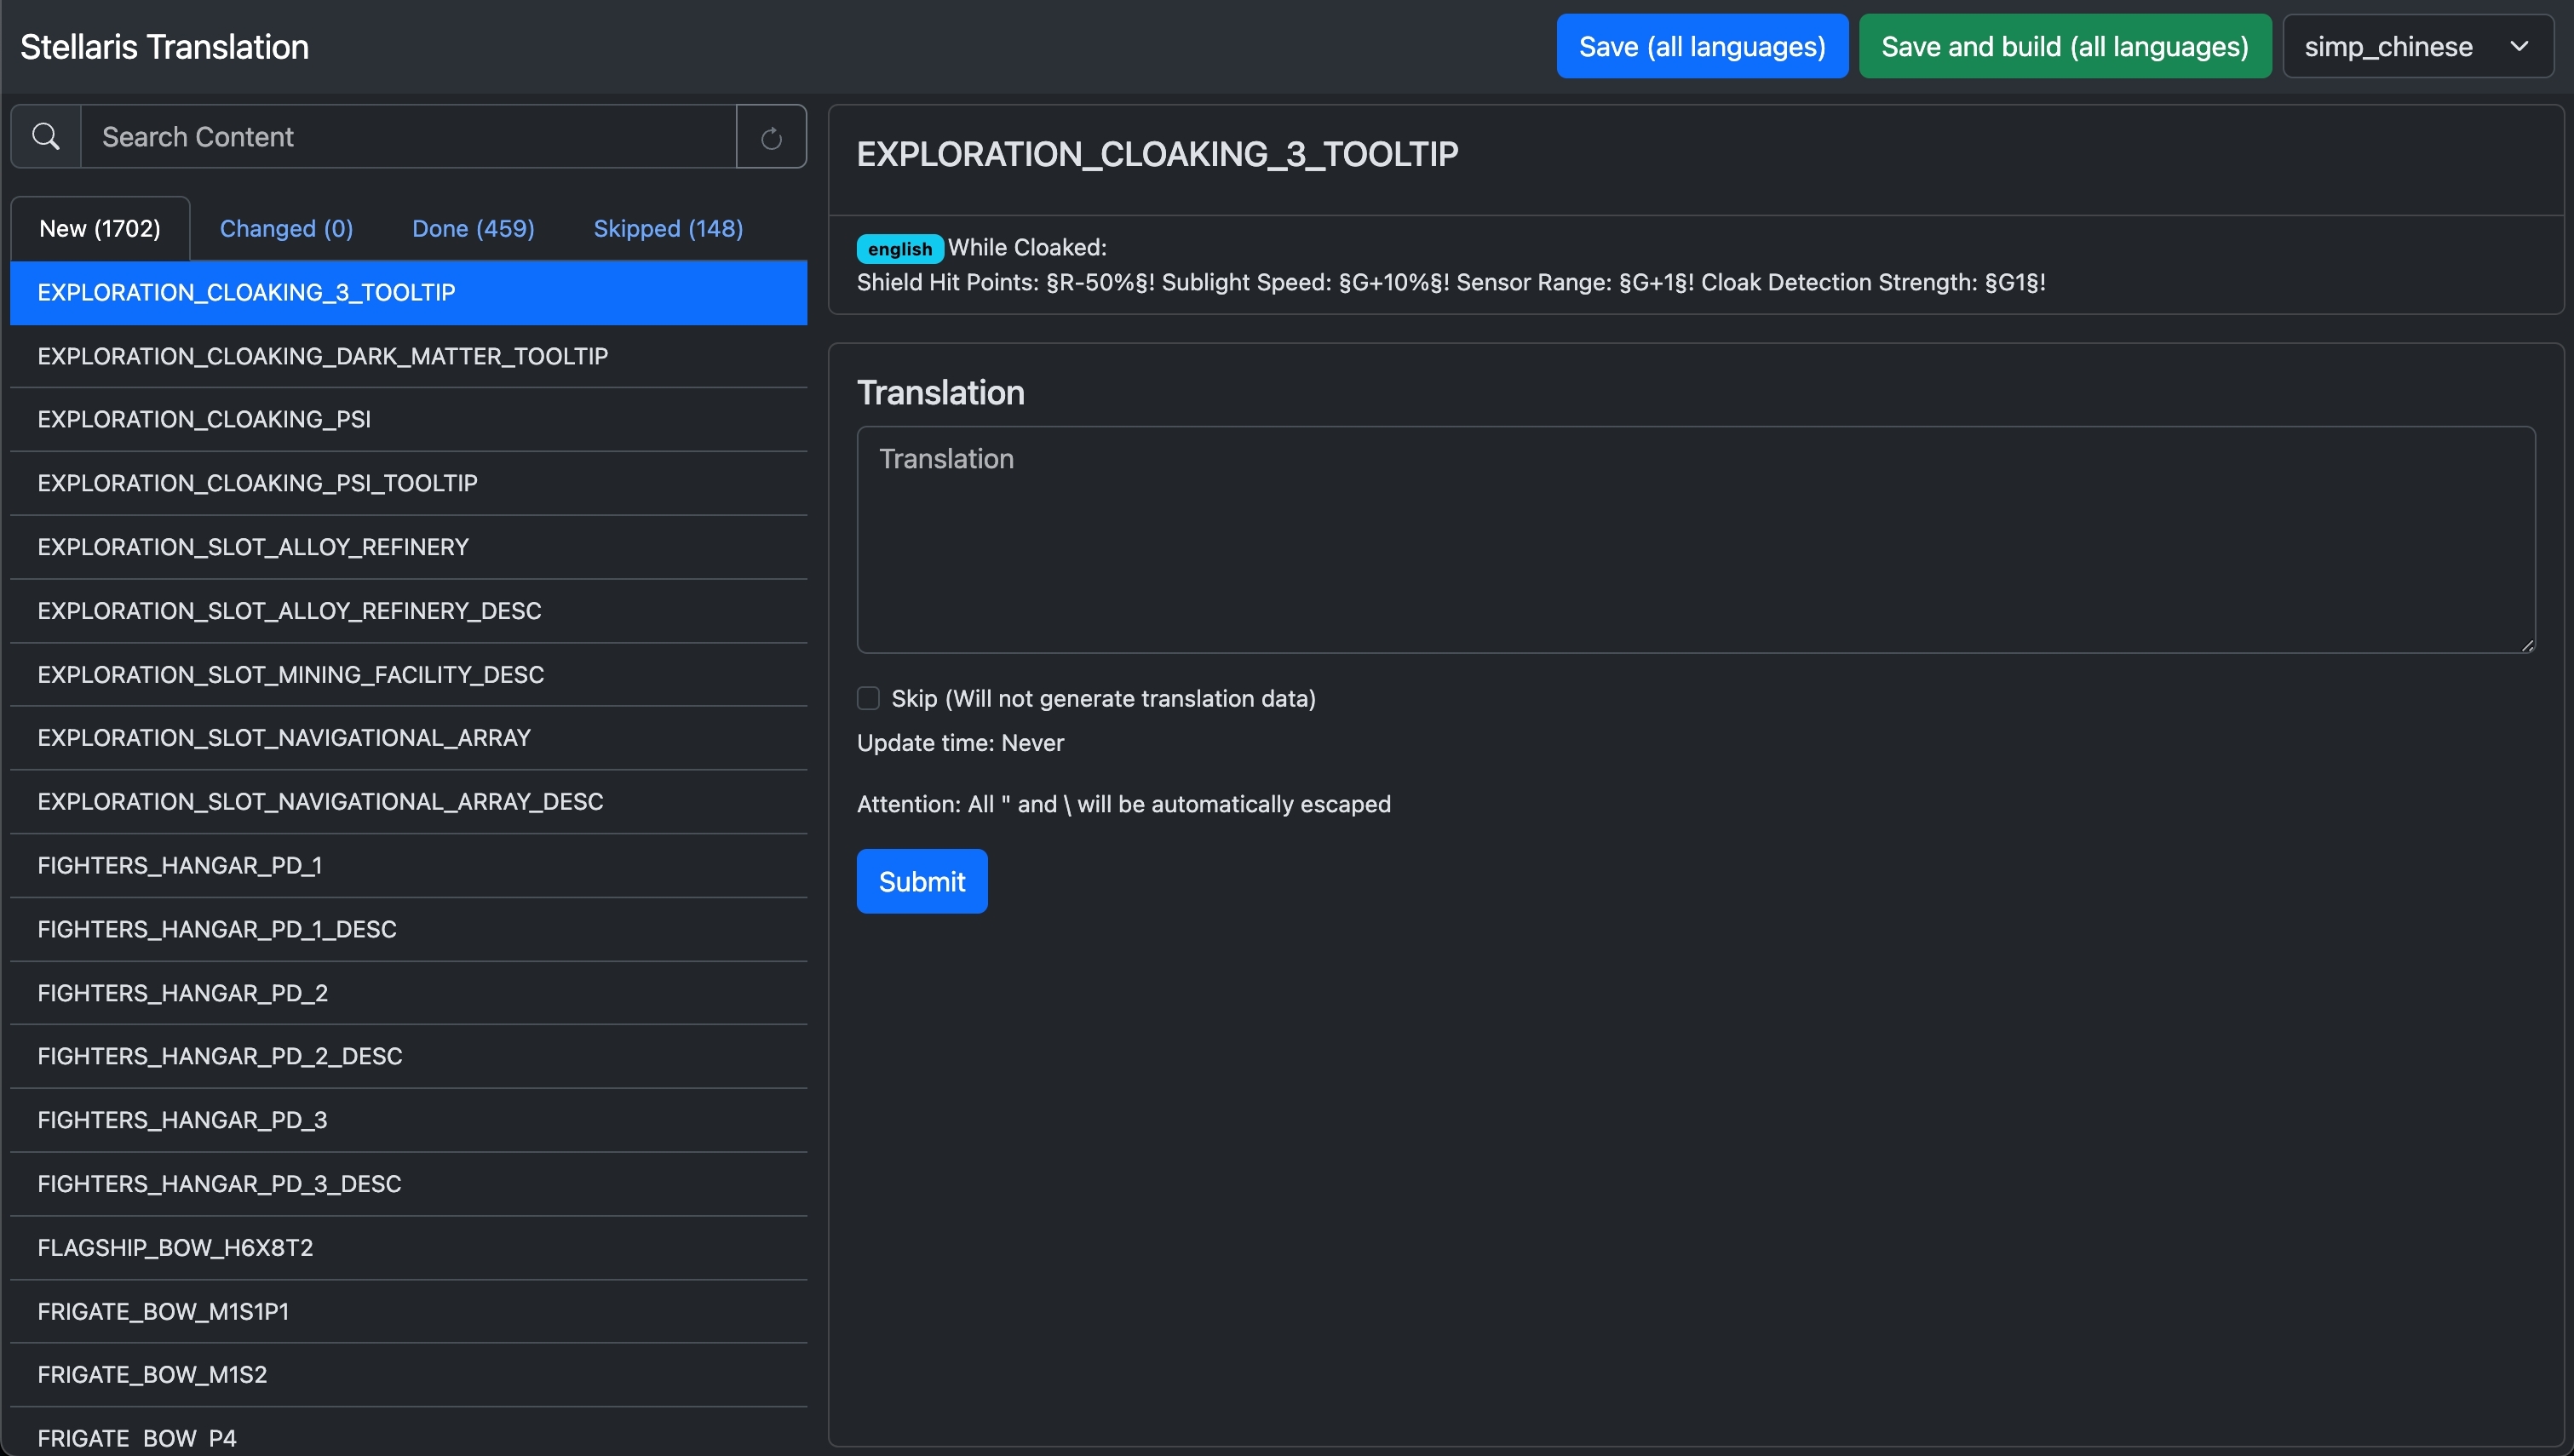 Stellaris Translation
Save (all languages)
Save and build (all languages)
simp_chinese
Search Content
New (1702)
Changed (0)
Done (459)
Skipped (148)
EXPLORATION_CLOAKING_3_TOOLTIP
EXPLORATION_CLOAKING_DARK_MATTER_TOOLTIP
EXPLORATION_CLOAKING_PSI
EXPLORATION_CLOAKING_PSI_TOOLTIP
EXPLORATION_SLOT_ALLOY_REFINERY
EXPLORATION_SLOT_ALLOY_REFINERY_DESC
EXPLORATION_SLOT_MINING_FACILITY_DESC
EXPLORATION_SLOT_NAVIGATIONAL_ARRAY
EXPLORATION_SLOT_NAVIGATIONAL_ARRAY_DESC
FIGHTERS_HANGAR_PD_1
FIGHTERS_HANGAR_PD_1_DESC
FIGHTERS_HANGAR_PD_2
FIGHTERS_HANGAR_PD_2_DESC
FIGHTERS_HANGAR_PD_3
FIGHTERS_HANGAR_PD_3_DESC
FLAGSHIP_BOW_H6X8T2
FRIGATE_BOW_M1S1P1
FRIGATE_BOW_M1S2
FRIGATE_BOW_P4
EXPLORATION_CLOAKING_3_TOOLTIP
english While Cloaked:
Shield Hit Points: §R-50%§! Sublight Speed: §G+10%§! Sensor Range: §G+1§! Cloak Detection Strength: §G1§!
Translation
Translation
Skip (Will not generate translation data)
Update time: Never
Attention: All " and \ will be automatically escaped
Submit